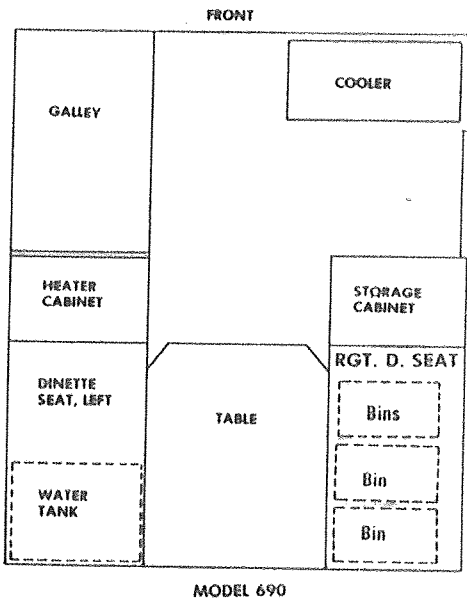 FRONT
GALLEY
COOLER
HEATER
CABINET
STORAGE
CABINET
DINETTE
SEAT, LEFT
TABLE
RGT. D. SEAT
Bins
WATER
TANK
Bin
Bin
MODEL 690